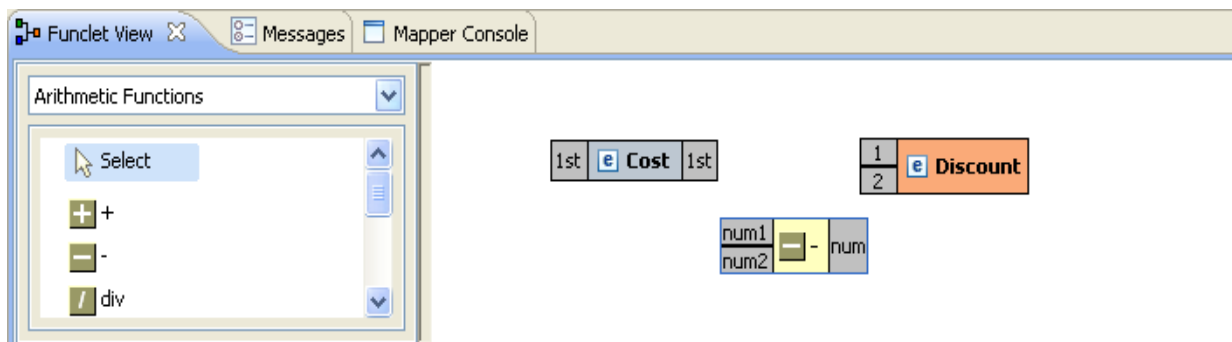 Funclet View Messages Mapper Console
Arithmetic Functions
Select
+
-
div
1st e Cost 1st
1 e Discount
2
num1 - num
num2